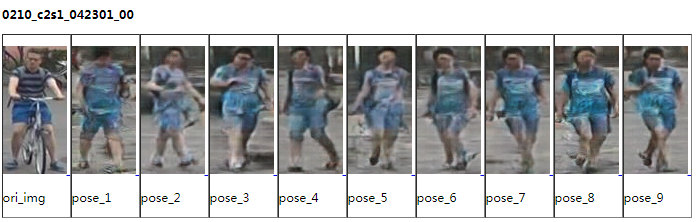 0210_c2s1_042301_00
ori_img pose_1 pose_2 pose_3 pose_4 pose_5 pose_6 pose_7 pose_8 pose_9